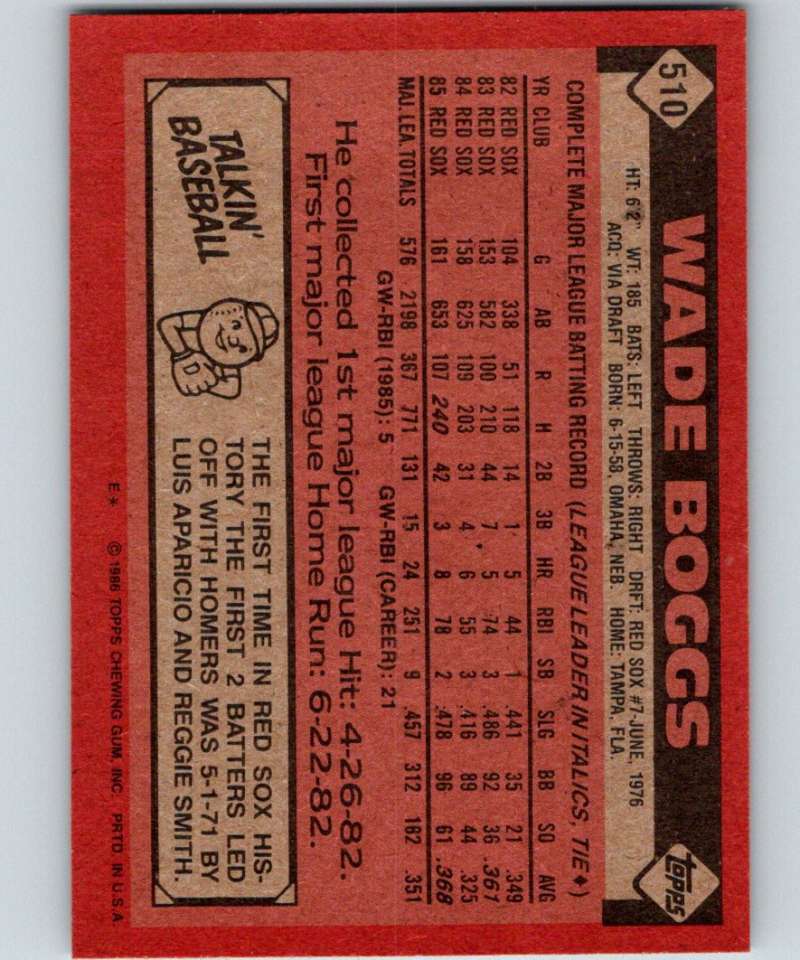 510
WADE BOGGS
topps
HT: 6'2" WT: 185 BATS: LEFT THROWS: RIGHT DRFT: RED SOX #7-JUNE, 1976
ACQ: VIA DRAFT BORN: 6-15-58, OMAHA, NEB. HOME: TAMPA, FLA.
COMPLETE MAJOR LEAGUE BATTING RECORD (LEAGUE LEADER IN ITALICS, TIE♦)
YR CLUB G AB R H 2B 3B HR RBI SB SLG BB SO AVG
82 RED SOX 104 338 51 118 14 1 5 44 1 .441 35 21 .349
83 RED SOX 153 582 100 210 44 7 5 74 3 .486 92 36 .361
84 RED SOX 158 625 109 203 31 4 6 55 3 .416 89 44 .325
85 RED SOX 161 653 107 240 42 3 8 78 2 .478 96 61 .368
MAJ. LEA. TOTALS 576 2198 367 771 131 15 24 251 9 .457 312 162 .351
GW-RBI (1985): 5 GW-RBI (CAREER): 21
He collected 1st major league Hit: 4-26-82.
First major league Home Run: 6-22-82.
TALKIN'
BASEBALL
THE FIRST TIME IN RED SOX HIS-
TORY THE FIRST 2 BATTERS LED
OFF WITH HOMERS WAS 5-1-71 BY
LUIS APARICIO AND REGGIE SMITH.
E* © 1986 TOPPS CHEWING GUM, INC. PRTD. IN U.S.A.